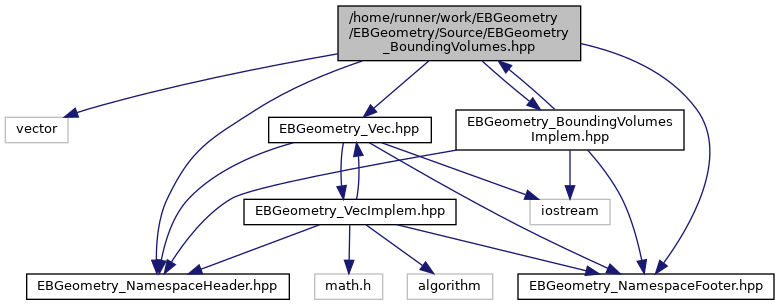 /home/runner/work/EBGeometry
/EBGeometry/Source/EBGeometry
_BoundingVolumes.hpp
vector
EBGeometry_Vec.hpp
EBGeometry_BoundingVolumes
Implem.hpp
EBGeometry_VecImplem.hpp
iostream
EBGeometry_NamespaceHeader.hpp
math.h
algorithm
EBGeometry_NamespaceFooter.hpp